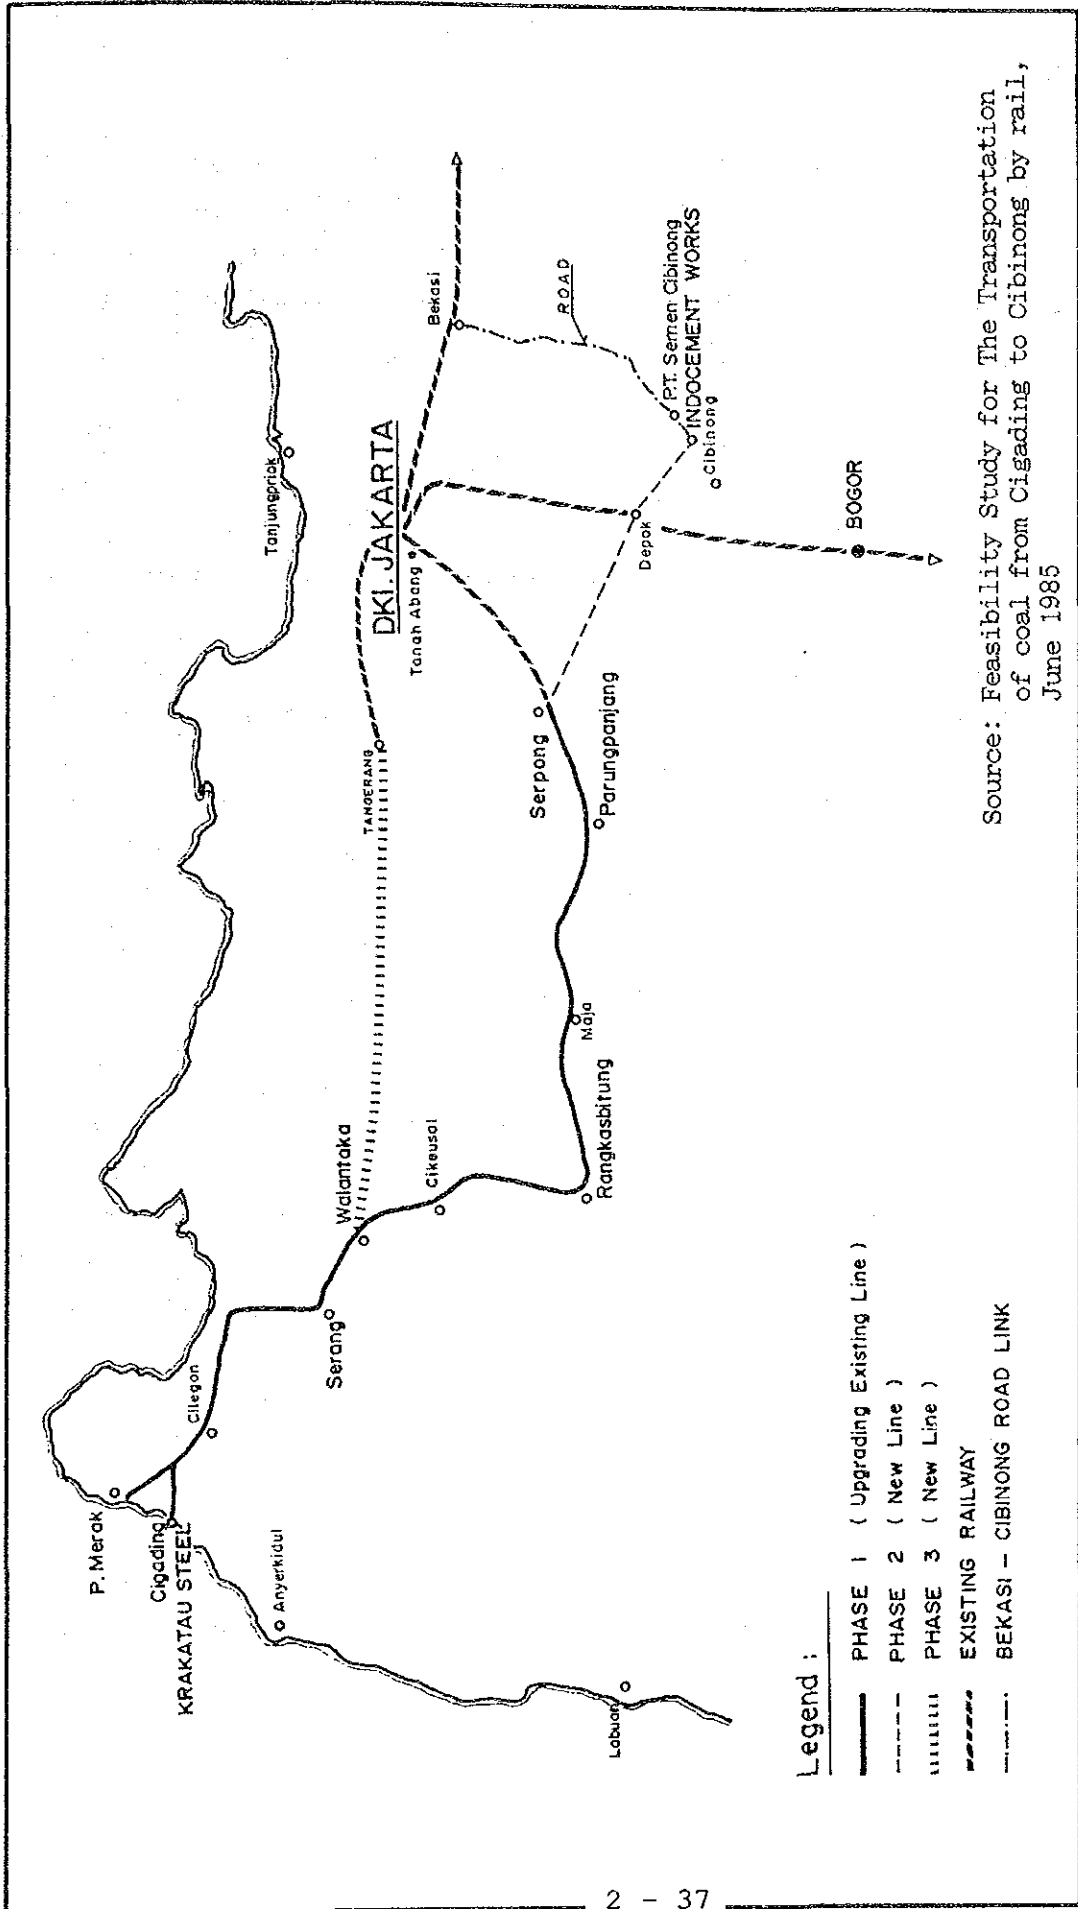 P. Merak
Cigading
KRAKATAU STEEL
Anyerkidul
Labuan
Cilegon
Serang
Walantaka
Cikeusal
Rangkasbitung
Maja
Parungpanjang
Serpong
TANGERANG
Tanah Abang
DKI. JAKARTA
Tanjungpriok
Bekasi
ROAD
P.T. Semen Cibinong
INDOCEMENT WORKS
Cibinong
Depok
BOGOR
Legend :
PHASE 1 ( Upgrading Existing Line )
PHASE 2 ( New Line )
PHASE 3 ( New Line )
EXISTING RAILWAY
BEKASI - CIBINONG ROAD LINK
Source: Feasibility Study for The Transportation
of coal from Cigading to Cibinong by rail,
June 1985
2 - 37